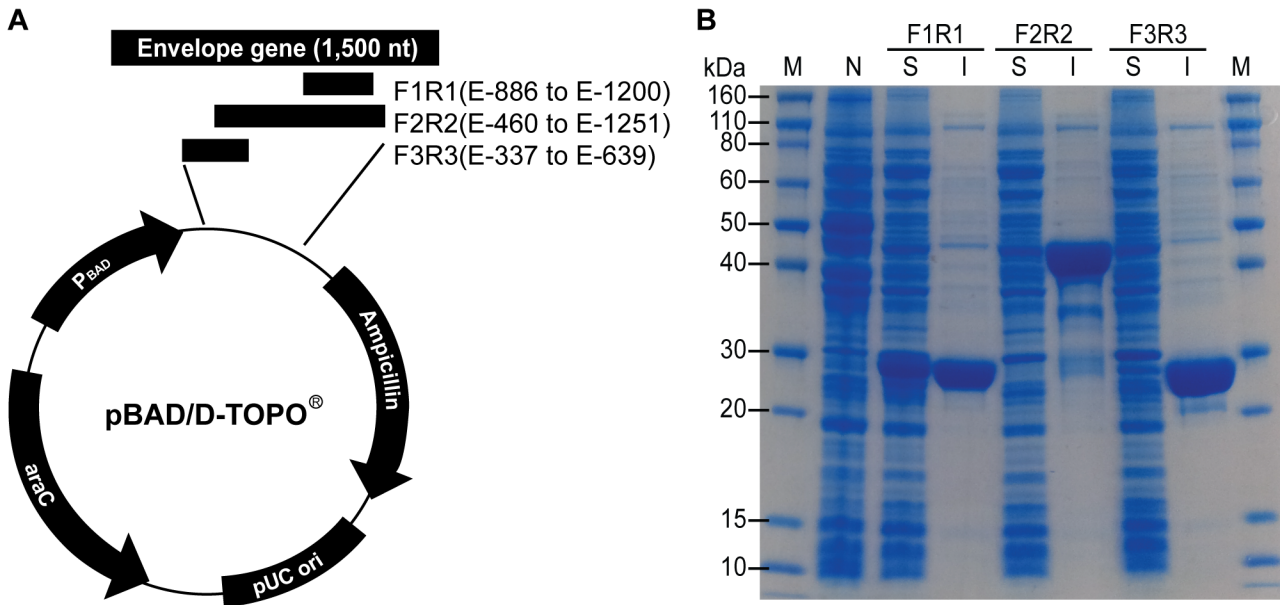 A
Envelope gene (1,500 nt)
F1R1(E-886 to E-1200)
F2R2(E-460 to E-1251)
F3R3(E-337 to E-639)
PBAD
Ampicillin
pUC ori
araC
pBAD/D-TOPO®
B
F1R1 F2R2 F3R3
kDa M N S I S I S I M
160
110
80
60
50
40
30
20
15
10